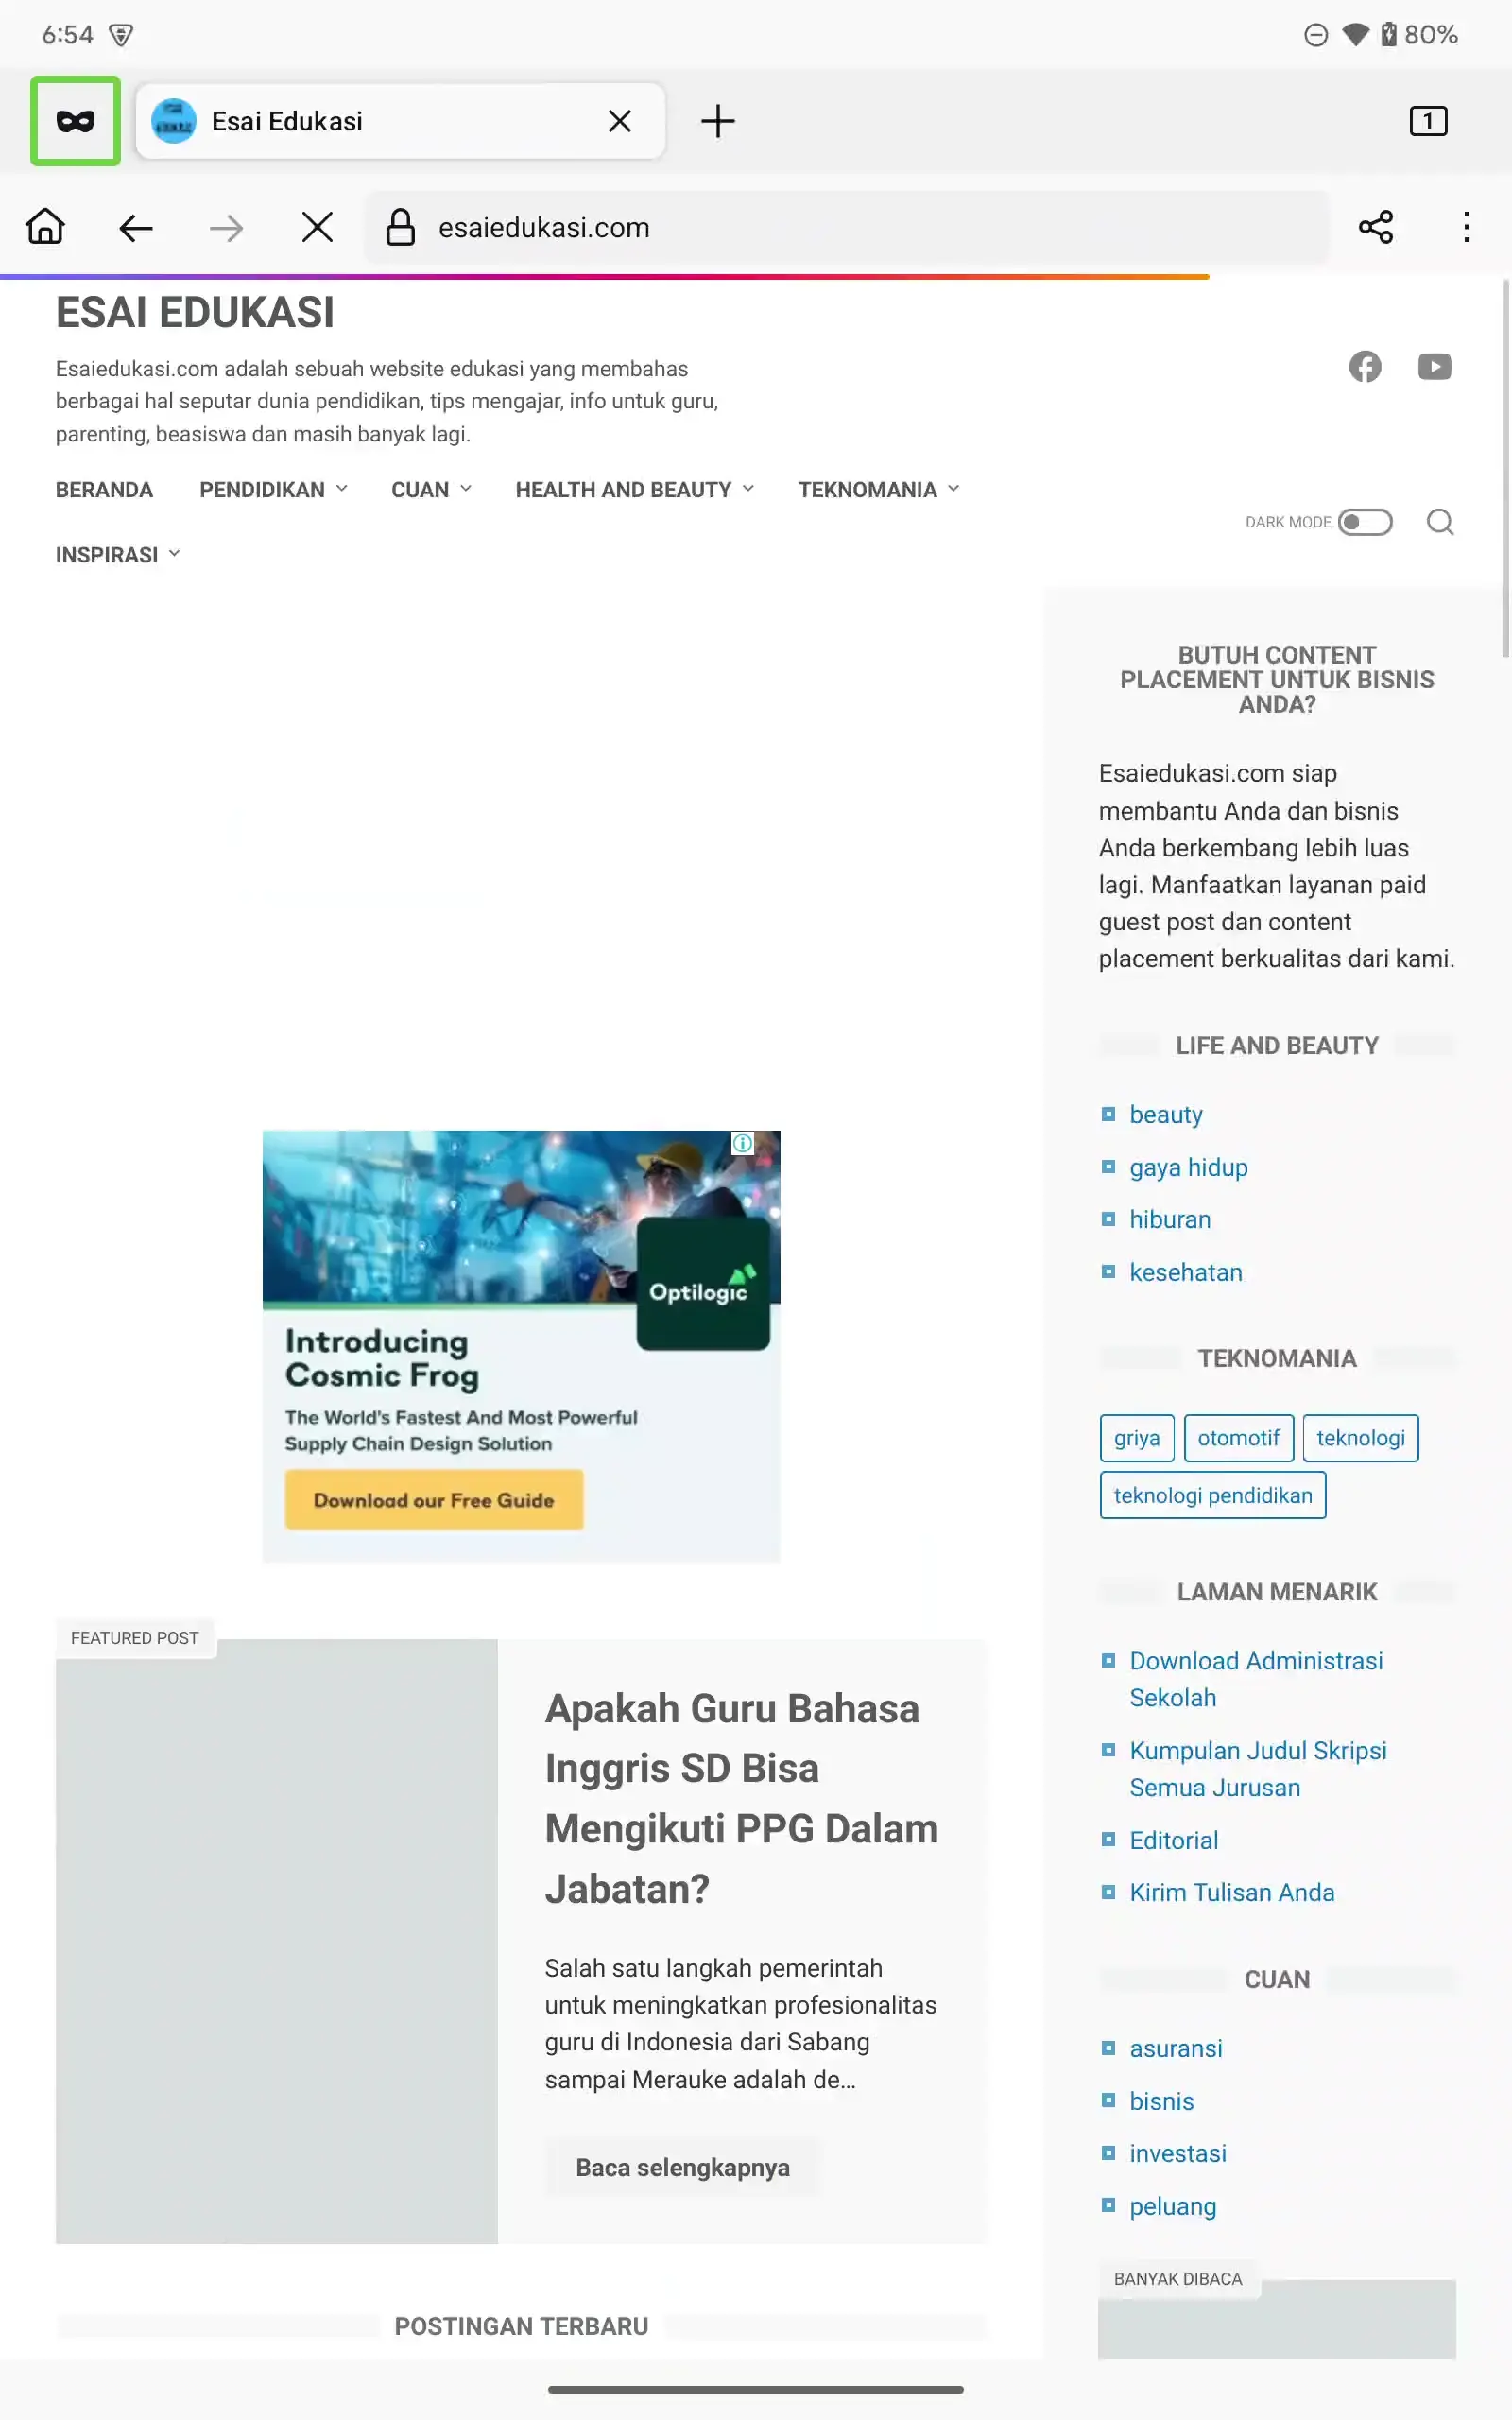 6:54
80%
Esai Edukasi
1
esaiedukasi.com
ESAI EDUKASI
Esaiedukasi.com adalah sebuah website edukasi yang membahas
berbagai hal seputar dunia pendidikan, tips mengajar, info untuk guru,
parenting, beasiswa dan masih banyak lagi.
BERANDA PENDIDIKAN CUAN HEALTH AND BEAUTY TEKNOMANIA
INSPIRASI
DARK MODE
Introducing
Cosmic Frog
The World's Fastest And Most Powerful
Supply Chain Design Solution
Download our Free Guide
Optilogic
FEATURED POST
Apakah Guru Bahasa
Inggris SD Bisa
Mengikuti PPG Dalam
Jabatan?
Salah satu langkah pemerintah
untuk meningkatkan profesionalitas
guru di Indonesia dari Sabang
sampai Merauke adalah de…
Baca selengkapnya
POSTINGAN TERBARU
BUTUH CONTENT
PLACEMENT UNTUK BISNIS
ANDA?
Esaiedukasi.com siap
membantu Anda dan bisnis
Anda berkembang lebih luas
lagi. Manfaatkan layanan paid
guest post dan content
placement berkualitas dari kami.
LIFE AND BEAUTY
beauty
gaya hidup
hiburan
kesehatan
TEKNOMANIA
griya otomotif teknologi
teknologi pendidikan
LAMAN MENARIK
Download Administrasi
Sekolah
Kumpulan Judul Skripsi
Semua Jurusan
Editorial
Kirim Tulisan Anda
CUAN
asuransi
bisnis
investasi
peluang
BANYAK DIBACA